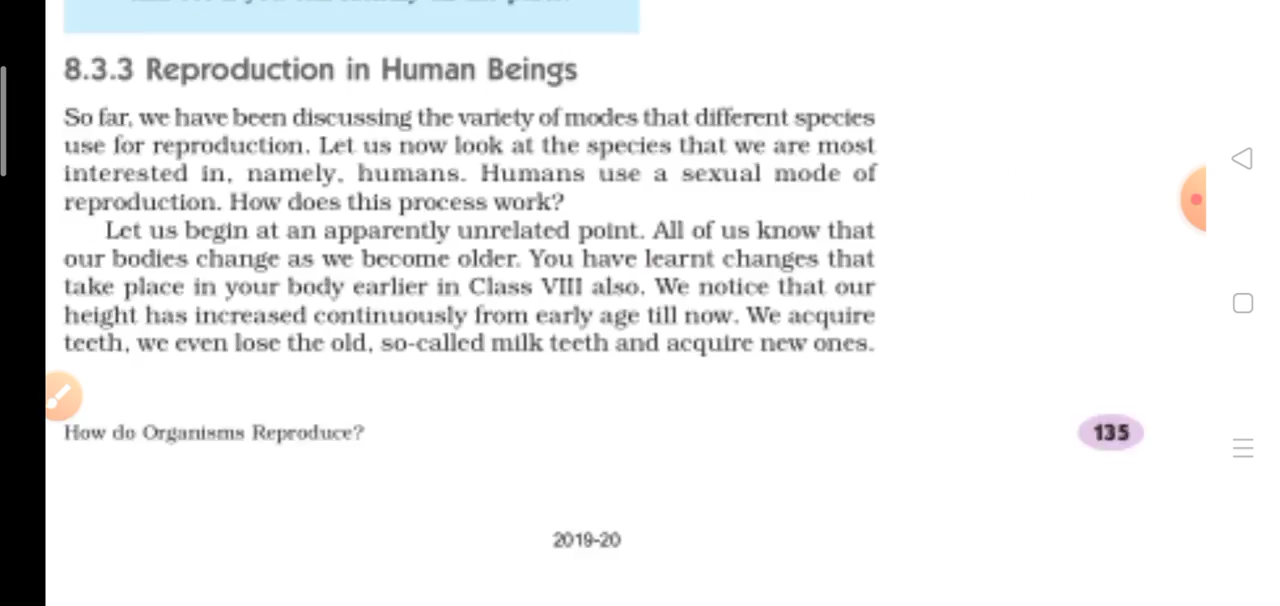 8.3.3 Reproduction in Human Beings
So far, we have been discussing the variety of modes that different species
use for reproduction. Let us now look at the species that we are most
interested in, namely, humans. Humans use a sexual mode of
reproduction. How does this process work?
Let us begin at an apparently unrelated point. All of us know that
our bodies change as we become older. You have learnt changes that
take place in your body earlier in Class VIII also. We notice that our
height has increased continuously from early age till now. We acquire
teeth, we even lose the old, so-called milk teeth and acquire new ones.
How do Organisms Reproduce?
135
2019-20